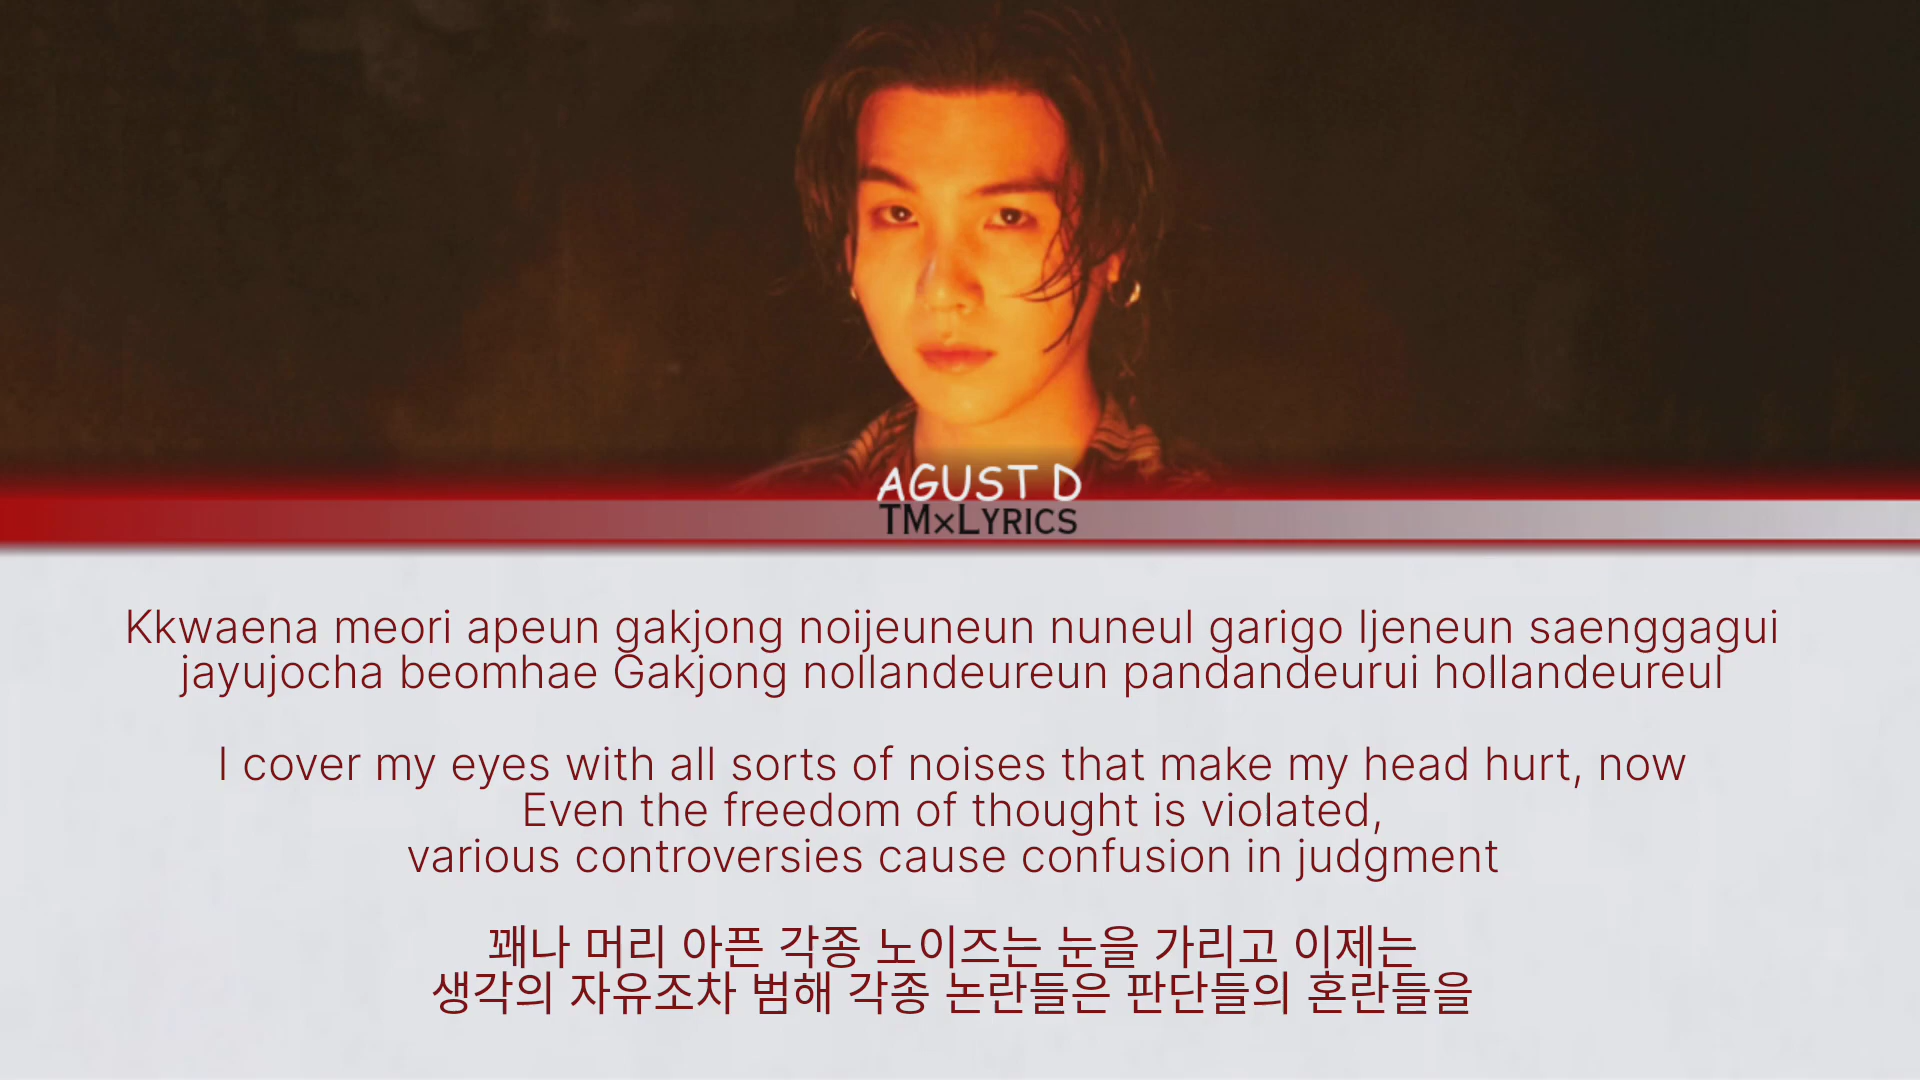 AGUST D
TM×LYRICS
Kkwaena meori apeun gakjong noijeuneun nuneul garigo Ijeneun saenggagui
jayujocha beomhae Gakjong nollandeureun pandandeurui hollandeureul
I cover my eyes with all sorts of noises that make my head hurt, now
Even the freedom of thought is violated,
various controversies cause confusion in judgment
꽤나 머리 아픈 각종 노이즈는 눈을 가리고 이제는
생각의 자유조차 범해 각종 논란들은 판단들의 혼란들을